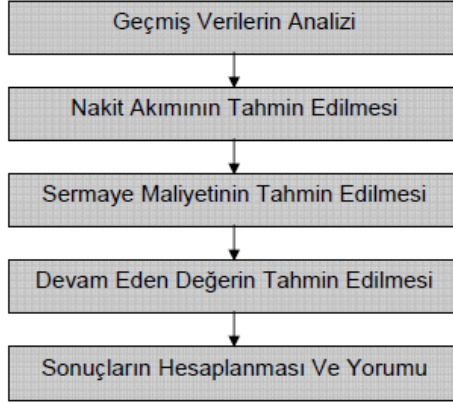 Geçmiş Verilerin Analizi
Nakit Akımının Tahmin Edilmesi
Sermaye Maliyetinin Tahmin Edilmesi
Devam Eden Değerin Tahmin Edilmesi
Sonuçların Hesaplanması Ve Yorumu